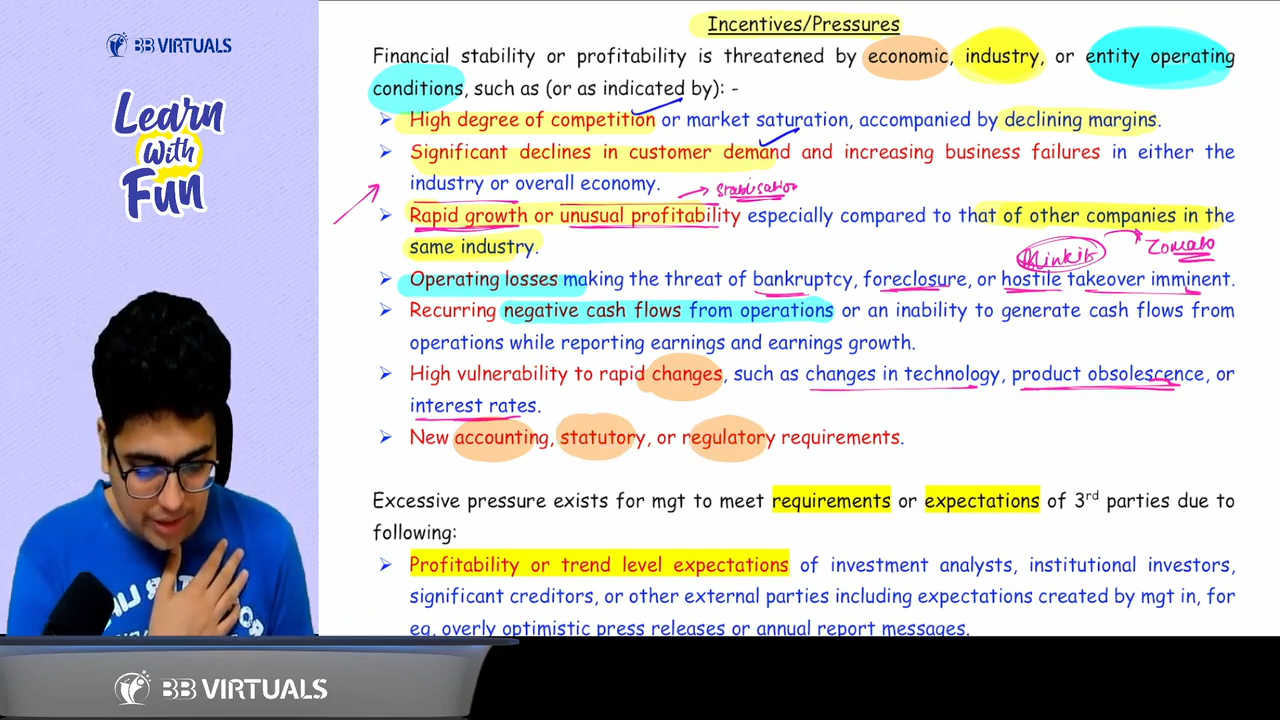 BB VIRTUALS
Learn
With
Fun
Incentives/Pressures
Financial stability or profitability is threatened by economic, industry, or entity operating
conditions, such as (or as indicated by): -
➤ High degree of competition or market saturation, accompanied by declining margins.
➤ Significant declines in customer demand and increasing business failures in either the
industry or overall economy.
stabilisation
➤ Rapid growth or unusual profitability especially compared to that of other companies in the
same industry.
Blinkit Zomato
➤ Operating losses making the threat of bankruptcy, foreclosure, or hostile takeover imminent.
➤ Recurring negative cash flows from operations or an inability to generate cash flows from
operations while reporting earnings and earnings growth.
➤ High vulnerability to rapid changes, such as changes in technology, product obsolescence, or
interest rates.
➤ New accounting, statutory, or regulatory requirements.
Excessive pressure exists for mgt to meet requirements or expectations of 3rd parties due to
following:
➤ Profitability or trend level expectations of investment analysts, institutional investors,
significant creditors, or other external parties including expectations created by mgt in, for
eg, overly optimistic press releases or annual report messages.
BB VIRTUALS